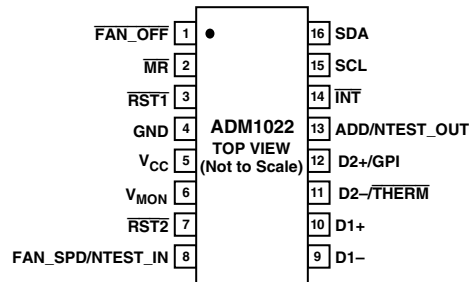 FAN_OFF 1
MR 2
RST1 3
GND 4
VCC 5
VMON 6
RST2 7
FAN_SPD/NTEST_IN 8
ADM1022
TOP VIEW
(Not to Scale)
16 SDA
15 SCL
14 INT
13 ADD/NTEST_OUT
12 D2+/GPI
11 D2–/THERM
10 D1+
9 D1–